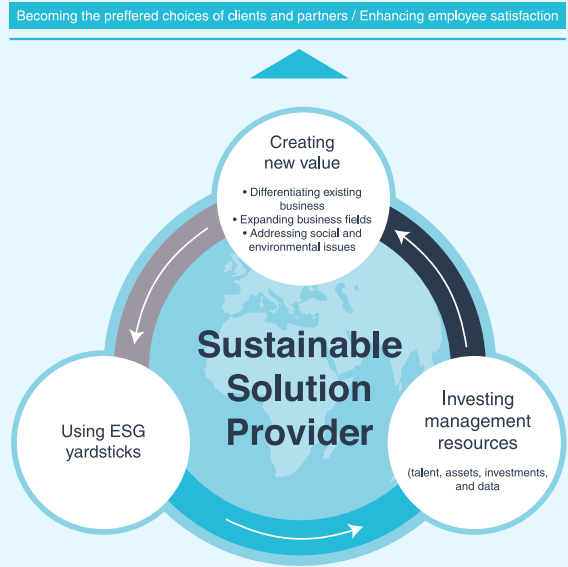 Becoming the preffered choices of clients and partners / Enhancing employee satisfaction
Creating
new value
• Differentiating existing
business
• Expanding business fields
• Addressing social and
environmental issues
Sustainable
Solution
Provider
Using ESG
yardsticks
Investing
management
resources
(talent, assets, investments,
and data